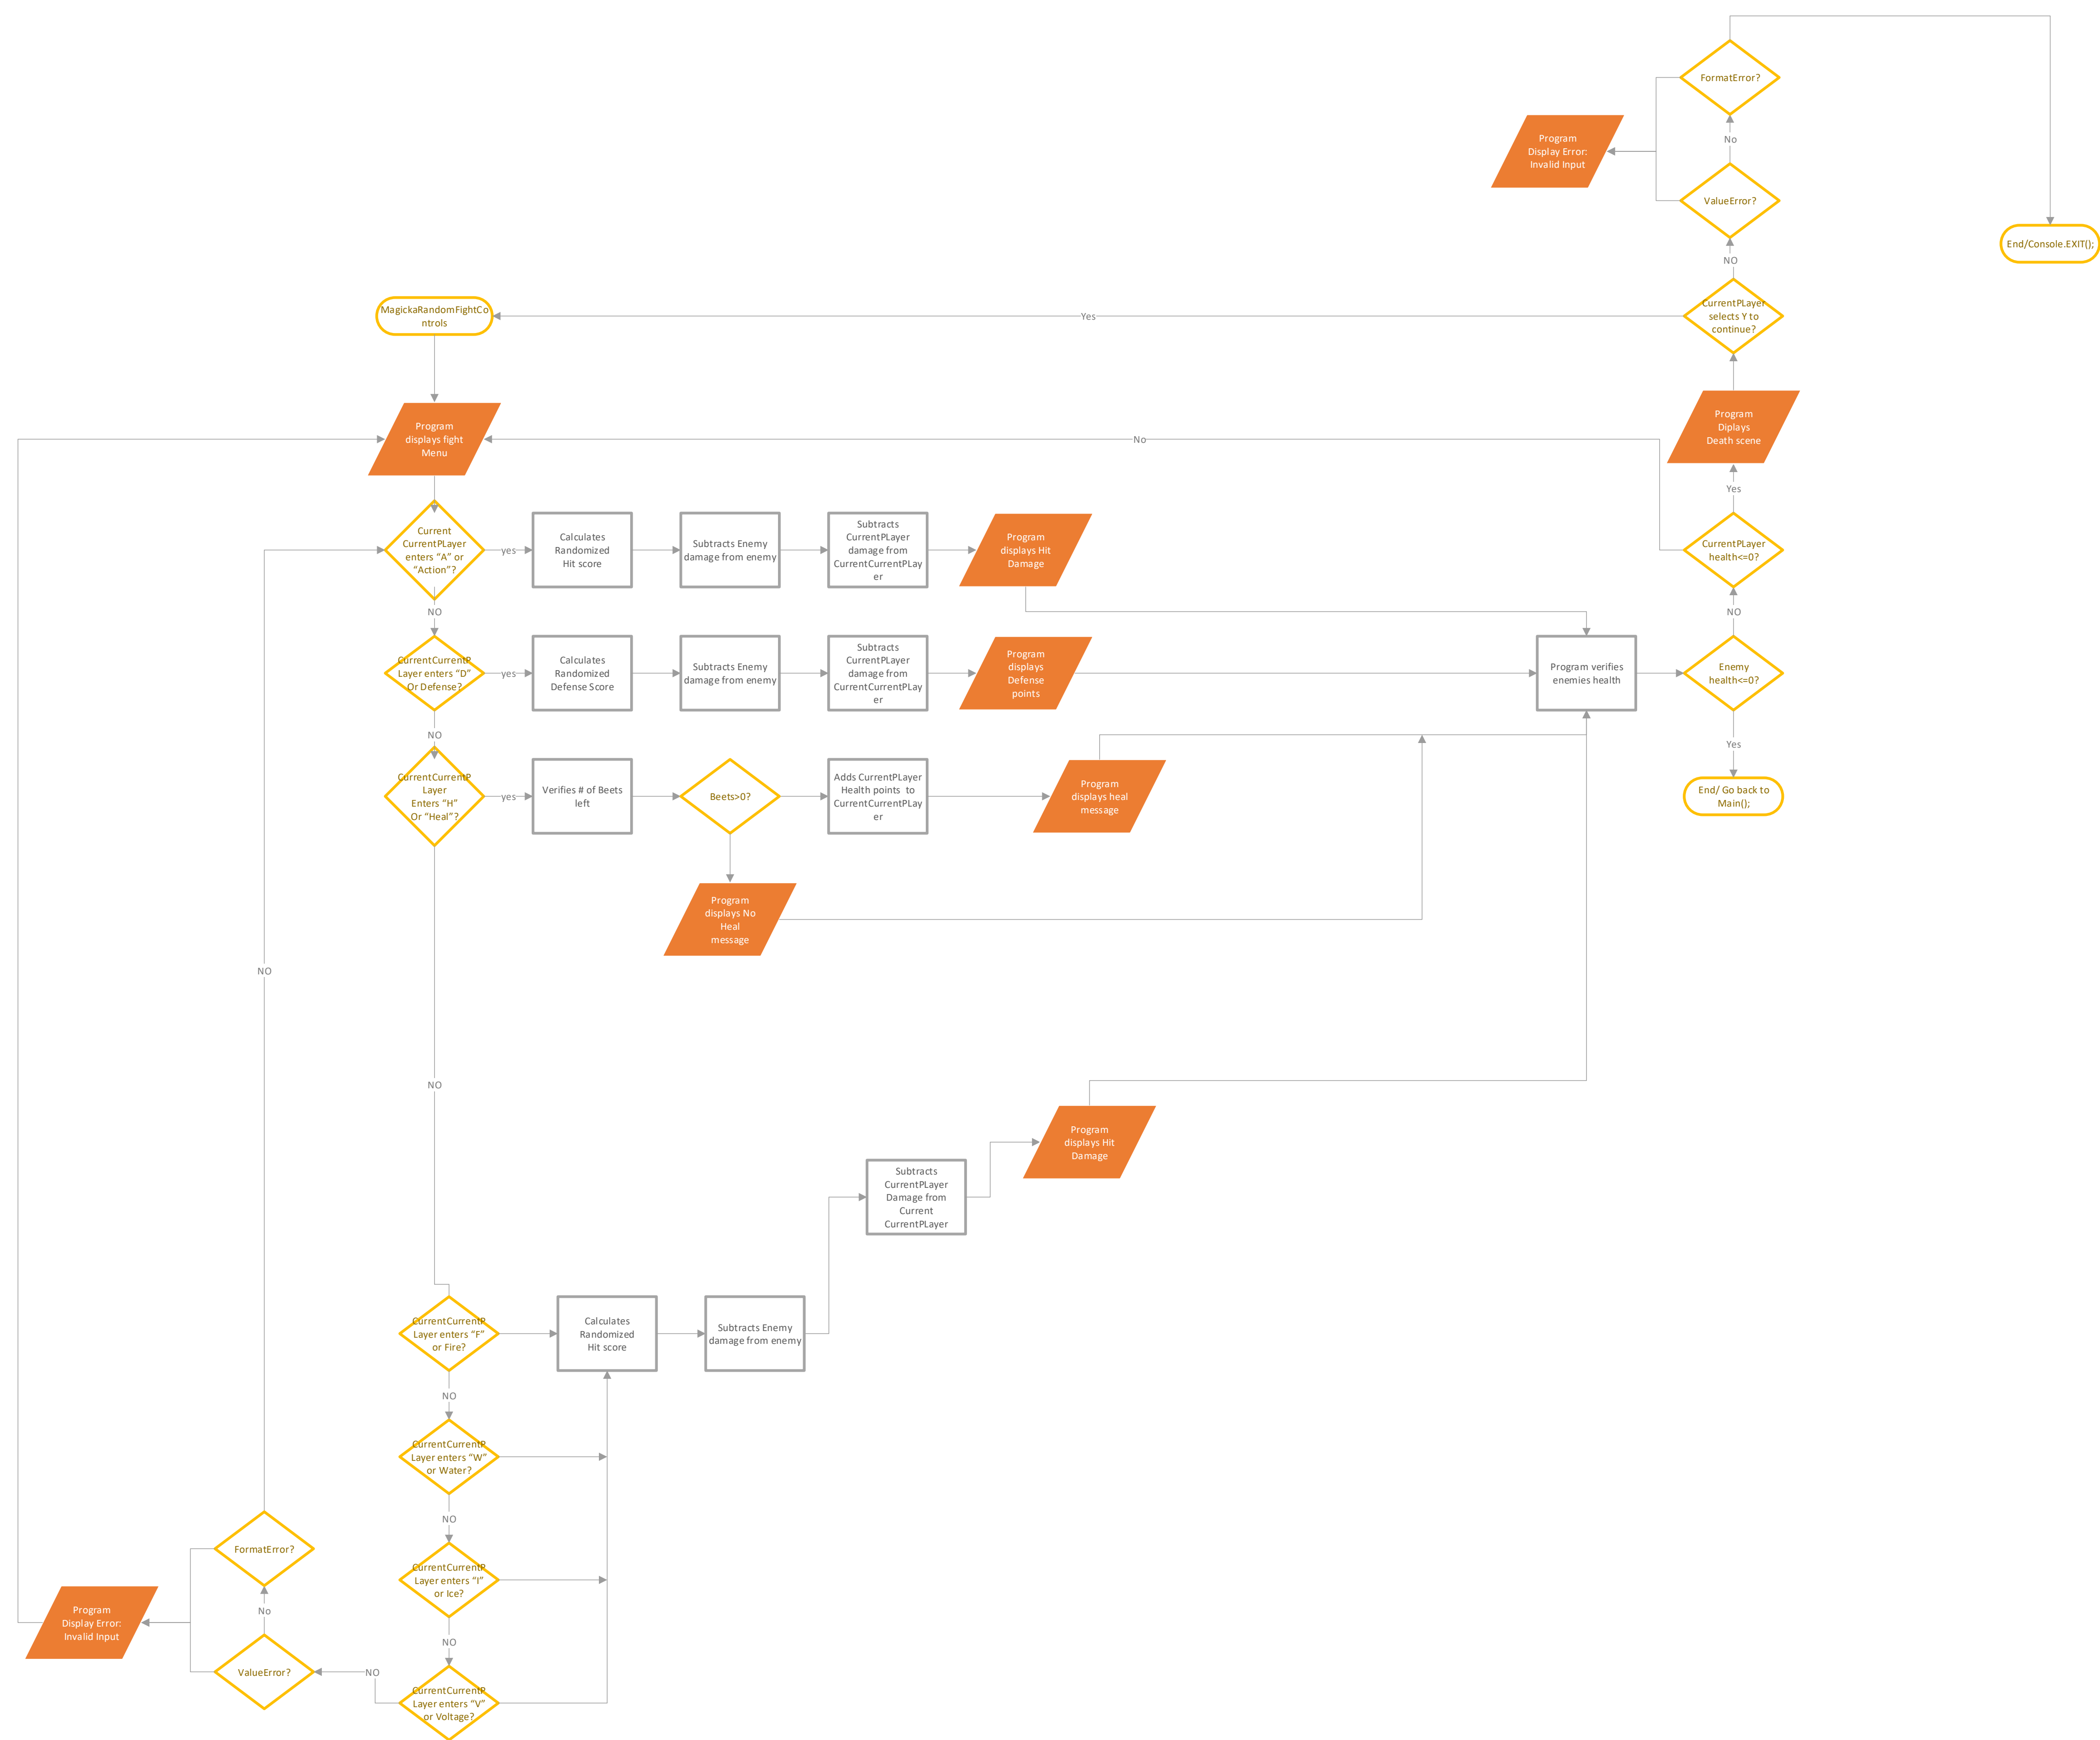 FormatError?
Program
Display Error:
Invalid Input
No
ValueError?
End/Console.EXIT();
NO
MagickaRandomFightCo
ntrols
Yes
CurrentPLayer
selects Y to
continue?
Program
displays fight
Menu
No
Program
Diplays
Death scene
Yes
Current
CurrentPLayer
enters “A” or
“Action”?
yes
Calculates
Randomized
Hit score
Subtracts Enemy
damage from enemy
Subtracts
CurrentPLayer
damage from
CurrentCurrentPLay
er
Program
displays Hit
Damage
CurrentPLayer
health<=0?
NO
NO
CurrentCurrentP
Layer enters “D”
Or Defense?
yes
Calculates
Randomized
Defense Score
Subtracts Enemy
damage from enemy
Subtracts
CurrentPLayer
damage from
CurrentCurrentPLay
er
Program
displays
Defense
points
Program verifies
enemies health
Enemy
health<=0?
NO
Yes
CurrentCurrentP
Layer
Enters “H”
Or “Heal”?
yes
Verifies # of Beets
left
Beets>0?
Adds CurrentPLayer
Health points to
CurrentCurrentPLay
er
Program
displays heal
message
End/ Go back to
Main();
Program
displays No
Heal
message
NO
NO
Program
displays Hit
Damage
Subtracts
CurrentPLayer
Damage from
Current
CurrentPLayer
CurrentCurrentP
Layer enters “F”
or Fire?
Calculates
Randomized
Hit score
Subtracts Enemy
damage from enemy
NO
CurrentCurrentP
Layer enters “W”
or Water?
NO
CurrentCurrentP
Layer enters “I”
or Ice?
NO
CurrentCurrentP
Layer enters “V”
or Voltage?
NO
FormatError?
Program
Display Error:
Invalid Input
No
ValueError?